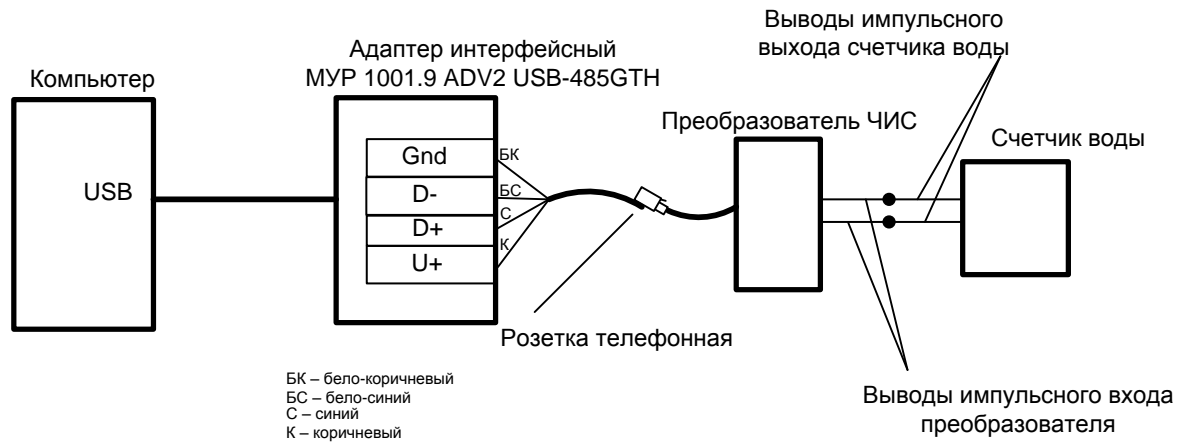 Выводы импульсного
выхода счетчика воды
Адаптер интерфейсный
МУР 1001.9 ADV2 USB-485GTH
Компьютер
Преобразователь ЧИС
Счетчик воды
USB
Gnd
D-
D+
U+
БК
БС
С
К
Розетка телефонная
БК – бело-коричневый
БС – бело-синий
С – синий
К – коричневый
Выводы импульсного входа
преобразователя